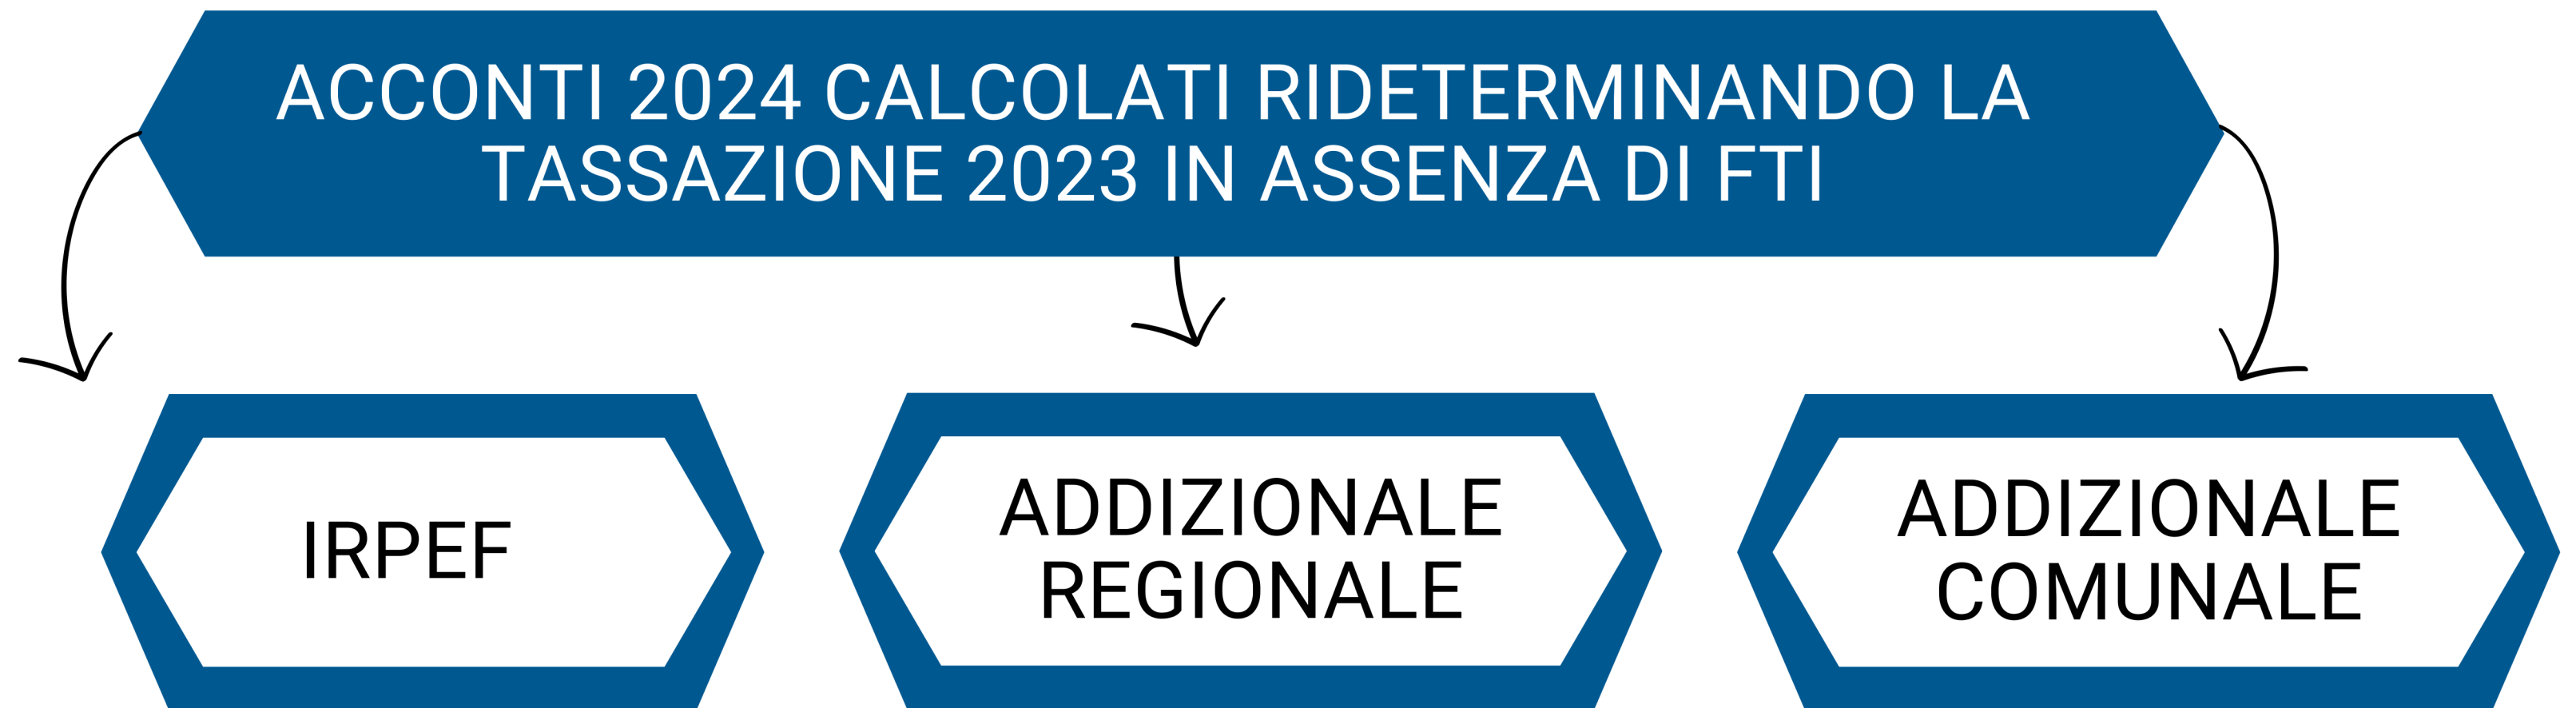 ACCONTI 2024 CALCOLATI RIDETERMINANDO LA
TASSAZIONE 2023 IN ASSENZA DI FTI
IRPEF
ADDIZIONALE
REGIONALE
ADDIZIONALE
COMUNALE